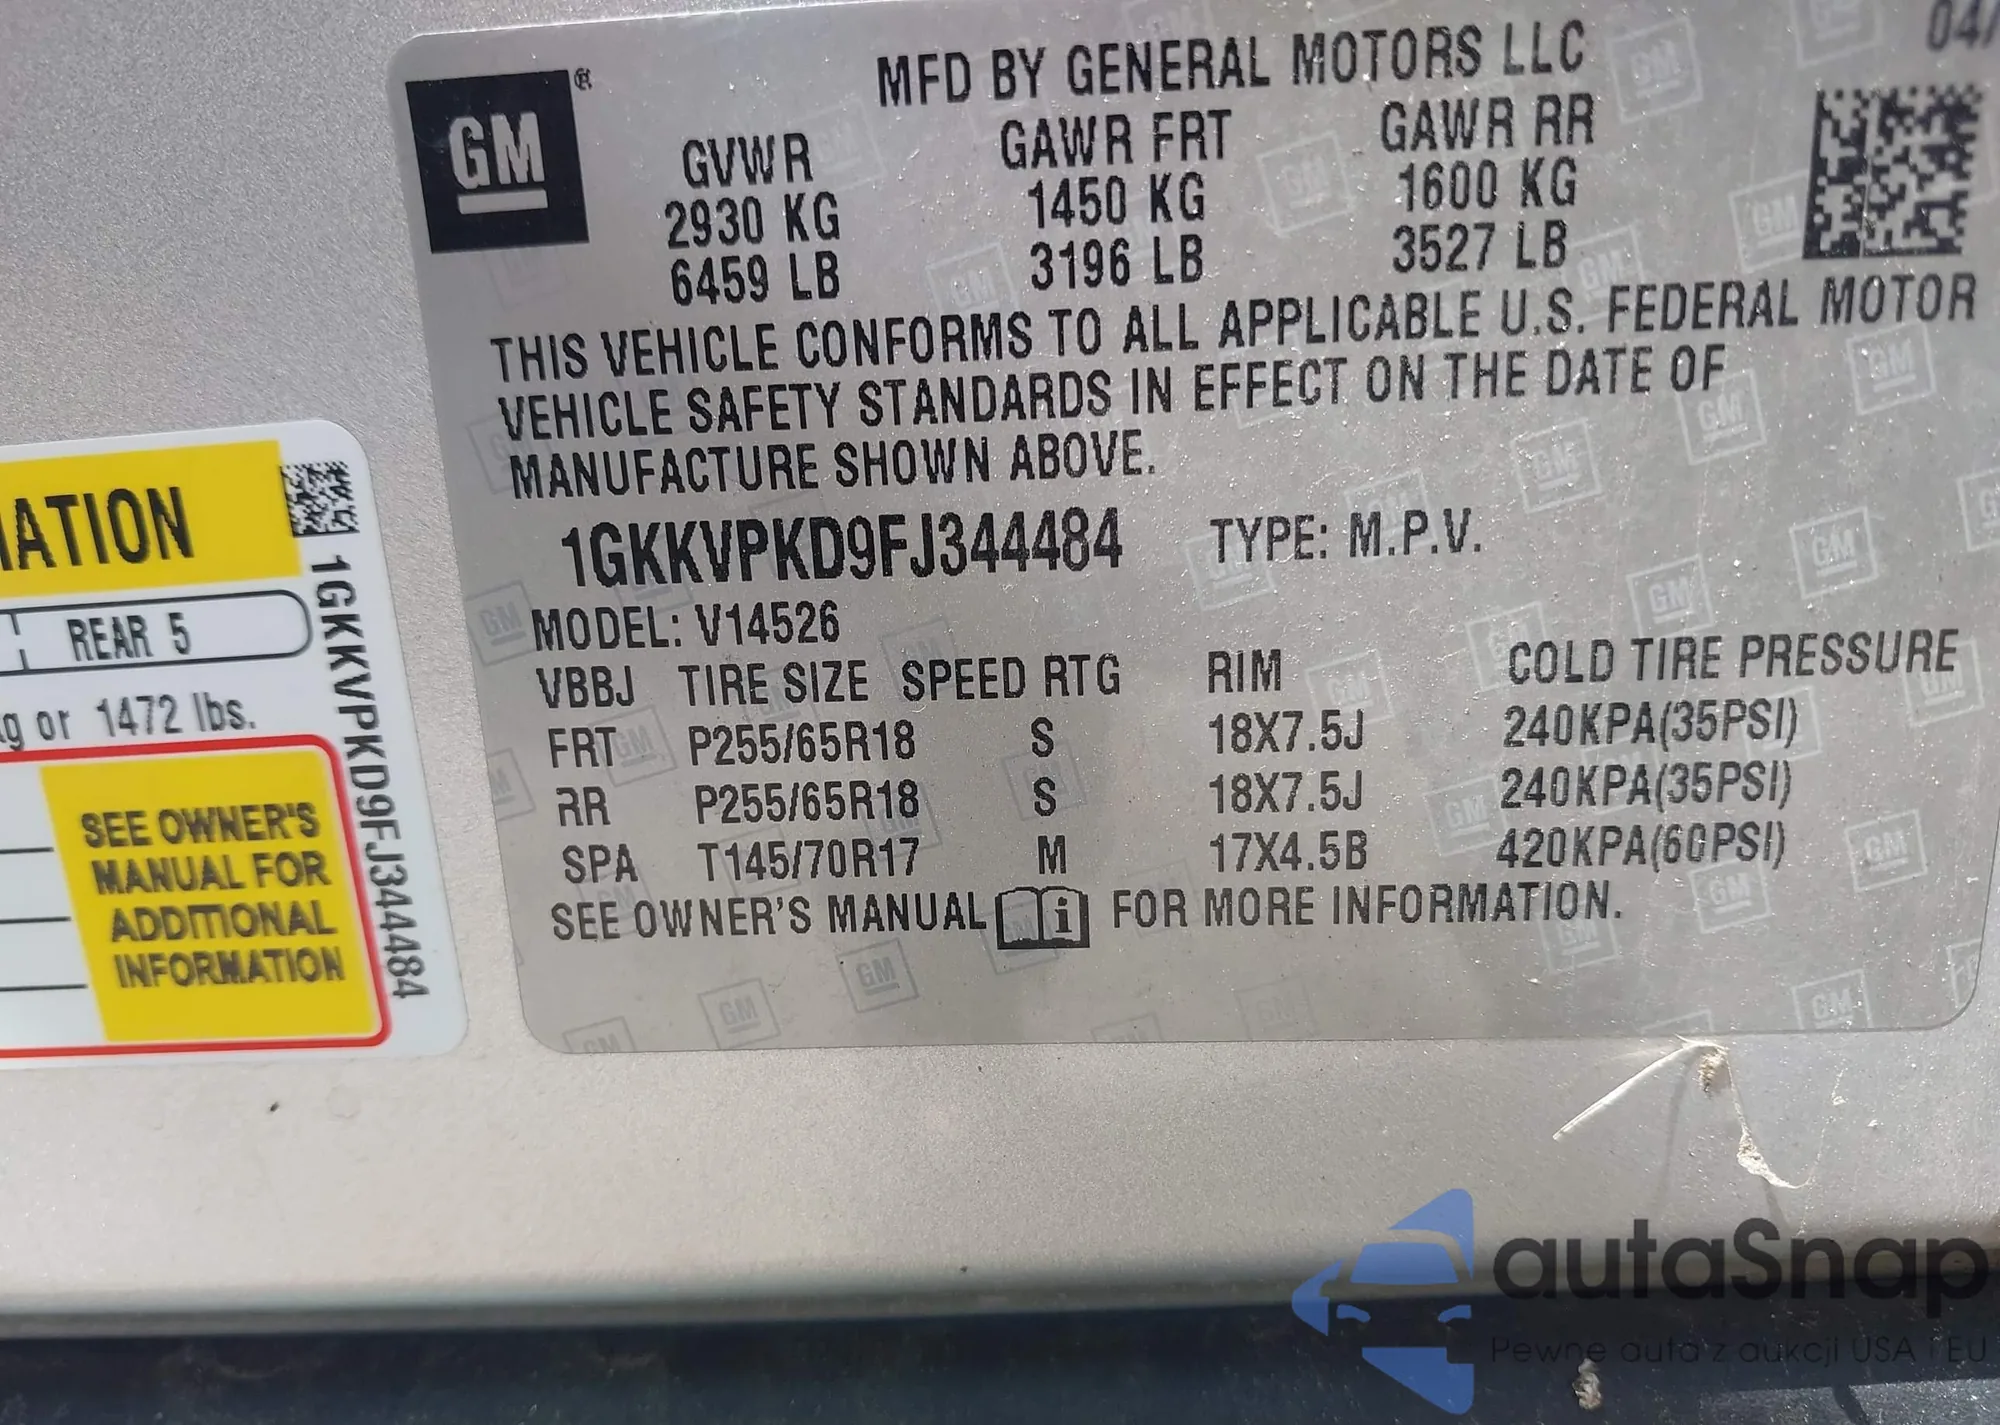 04/
MFD BY GENERAL MOTORS LLC
GM ®
GVWR GAWR FRT GAWR RR
2930 KG 1450 KG 1600 KG
6459 LB 3196 LB 3527 LB
THIS VEHICLE CONFORMS TO ALL APPLICABLE U.S. FEDERAL MOTOR
VEHICLE SAFETY STANDARDS IN EFFECT ON THE DATE OF
MANUFACTURE SHOWN ABOVE.
1GKKVPKD9FJ344484 TYPE: M.P.V.
MODEL: V14526
VBBJ TIRE SIZE SPEED RTG RIM COLD TIRE PRESSURE
FRT P255/65R18 S 18X7.5J 240KPA(35PSI)
RR P255/65R18 S 18X7.5J 240KPA(35PSI)
SPA T145/70R17 M 17X4.5B 420KPA(60PSI)
SEE OWNER'S MANUAL i FOR MORE INFORMATION.
MATION
REAR 5
kg or 1472 lbs.
SEE OWNER'S
MANUAL FOR
ADDITIONAL
INFORMATION
1GKKVPKD9FJ344484
autoSnap
Pewne auta z aukcji USA i EU